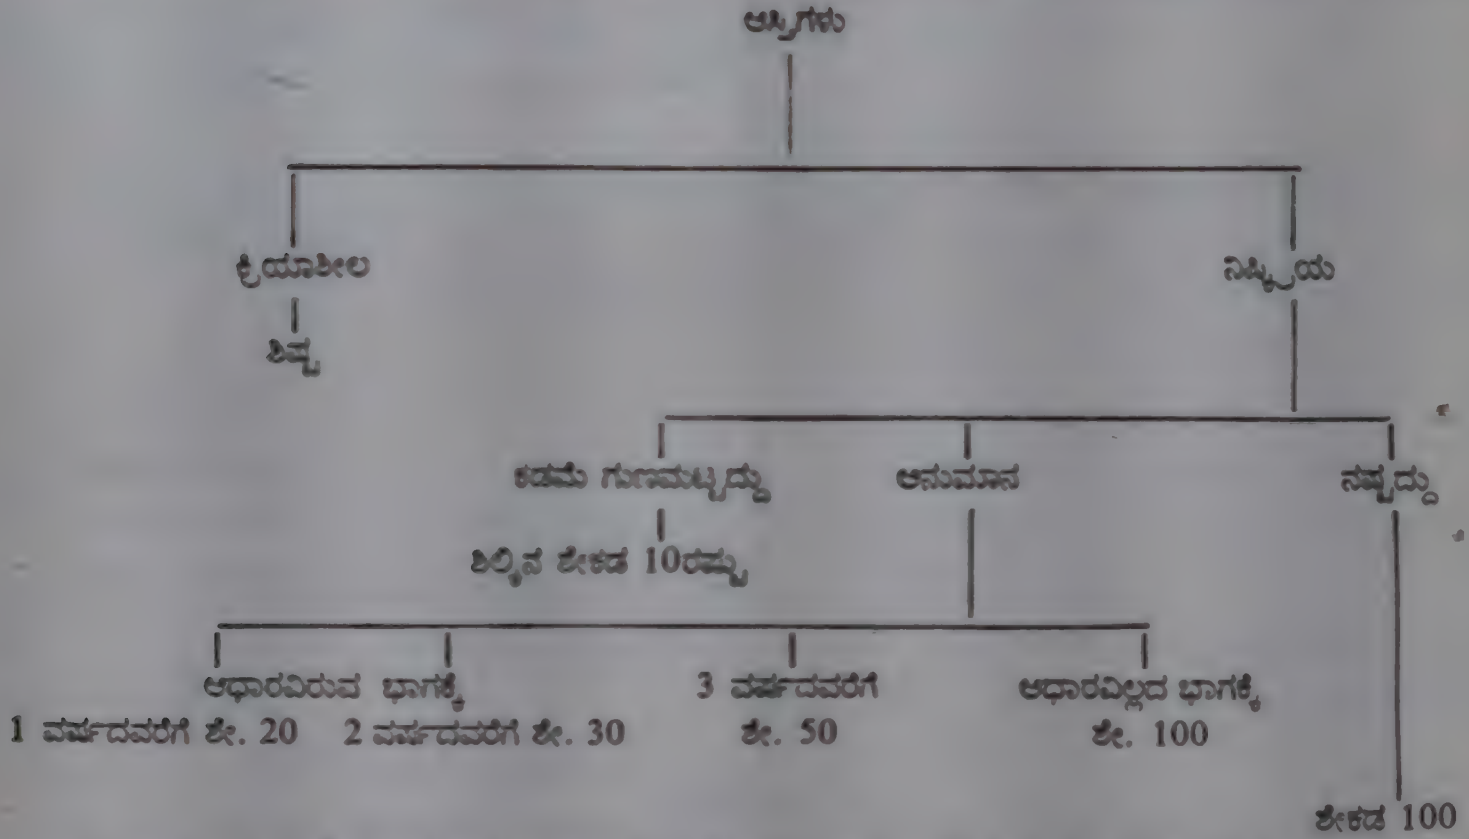 ಆಸ್ತಿಗಳು
ಕ್ರಿಯಾಶೀಲ ನಿಷ್ಕ್ರಿಯ
ಶಿಷ್ಟ
ಕಡಮೆ ಗುಣಮಟ್ಟದ್ದು ಅನುಮಾನ ನಷ್ಟದ್ದು
ಶಿಲ್ಕಿನ ಶೇಕಡ 10ರಷ್ಟು
ಆಧಾರವಿರುವ ಭಾಗಕ್ಕೆ 3 ವರ್ಷದವರೆಗೆ ಆಧಾರವಿಲ್ಲದ ಭಾಗಕ್ಕೆ
1 ವರ್ಷದವರೆಗೆ ಶೇ. 20 2 ವರ್ಷದವರೆಗೆ ಶೇ. 30 ಶೇ. 50 ಶೇ. 100
ಶೇಕಡ 100